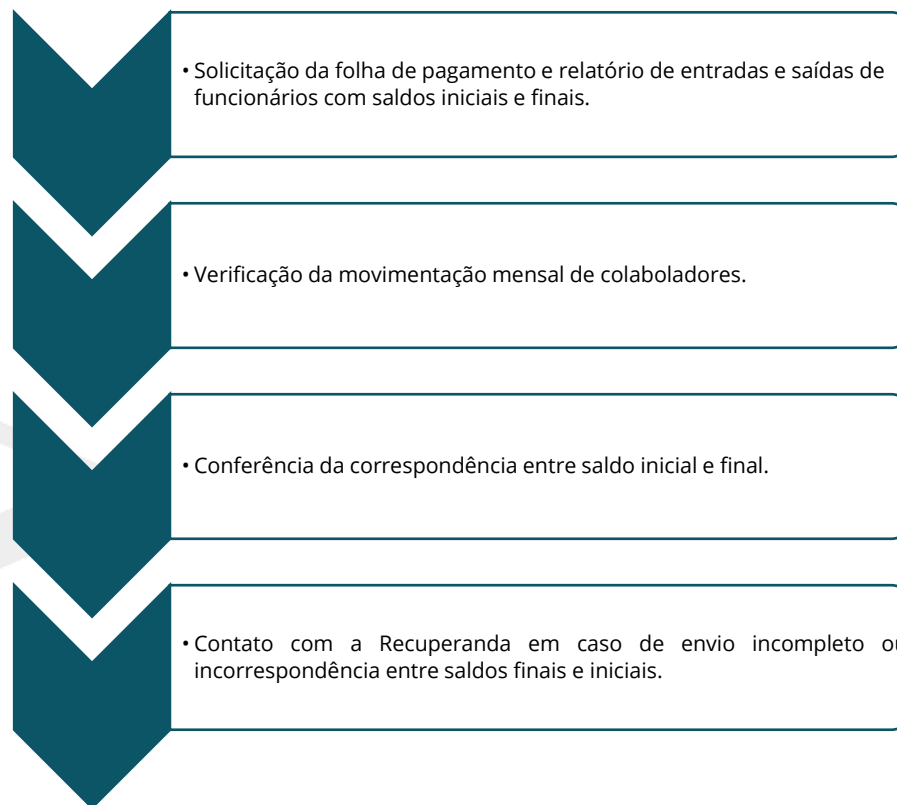 • Solicitação da folha de pagamento e relatório de entradas e saídas de
funcionários com saldos iniciais e finais.
• Verificação da movimentação mensal de colaboladores.
• Conferência da correspondência entre saldo inicial e final.
• Contato com a Recuperanda em caso de envio incompleto ou
incorrespondência entre saldos finais e iniciais.